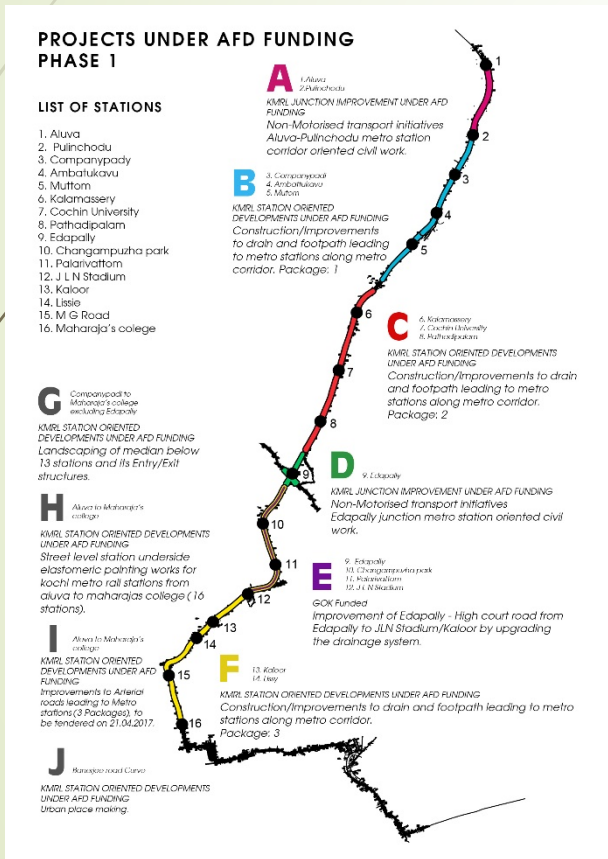 PROJECTS UNDER AFD FUNDING
PHASE 1
LIST OF STATIONS
1. Aluva
2. Pulinchodu
3. Companypady
4. Ambatukavu
5. Muttom
6. Kalamassery
7. Cochin University
8. Pathadipalam
9. Edapally
10. Changampuzha park
11. Palarivattom
12. J L N Stadium
13. Kaloor
14. Lissie
15. M G Road
16. Maharaja's colege
A
1.Aluva
2.Pulinchodu
KMRL JUNCTION IMPROVEMENT UNDER AFD
FUNDING
Non-Motorised transport initiatives
Aluva-Pulinchodu metro station
corridor oriented civil work.
B
3. Companypadi
4. Ambattukavu
5. Mutom
KMRL STATION ORIENTED
DEVELOPMENTS UNDER AFD FUNDING
Construction/Improvements
to drain and footpath leading
to metro stations along metro
corridor. Package: 1
C
6. Kalamassery
7. Cochin University
8. Pathadipalam
KMRL STATION ORIENTED DEVELOPMENTS
UNDER AFD FUNDING
Construction/Improvements to drain
and footpath leading to metro
stations along metro corridor.
Package: 2
G
Companypadi to
Maharaja's college
excluding Edapally
KMRL STATION ORIENTED
DEVELOPMENTS UNDER AFD FUNDING
Landscaping of median below
13 stations and its Entry/Exit
structures.
D
9. Edapally
KMRL JUNCTION IMPROVEMENT UNDER AFD FUNDING
Non-Motorised transport initiatives
Edapally junction metro station oriented civil
work.
H
Aluva to Maharaja's
college
KMRL STATION ORIENTED DEVELOPMENTS
UNDER AFD FUNDING
Street level station underside
elastomeric painting works for
kochi metro rail stations from
aluva to maharajas college ( 16
stations).
E
9. Edapally
10. Changampuzha park
11. Palarivattom
12. J L N Stadium
GOK Funded
Improvement of Edapally - High court road from
Edapally to JLN Stadium/Kaloor by upgrading
the drainage system.
I
Aluva to Maharaja's
college
KMRL STATION ORIENTED
DEVELOPMENTS UNDER AFD
FUNDING
Improvements to Arterial
roads leading to Metro
stations (3 Packages), to
be tendered on 21.04.2017.
F
13. Kaloor
14. Lissy
KMRL STATION ORIENTED DEVELOPMENTS UNDER AFD FUNDING
Construction/Improvements to drain and footpath leading to metro
stations along metro corridor.
Package: 3
J
Banerjee road Curve
KMRL STATION ORIENTED DEVELOPMENTS
UNDER AFD FUNDING
Urban place making.
1
2
3
4
5
6
7
8
9
10
11
12
13
14
15
16